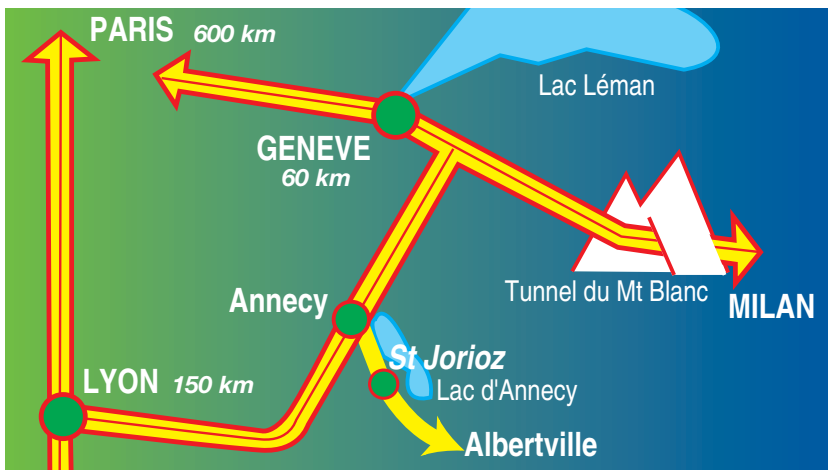 PARIS 600 km
Lac Léman
GENEVE
60 km
Tunnel du Mt Blanc
MILAN
Annecy
St Jorioz
Lac d'Annecy
LYON 150 km
Albertville